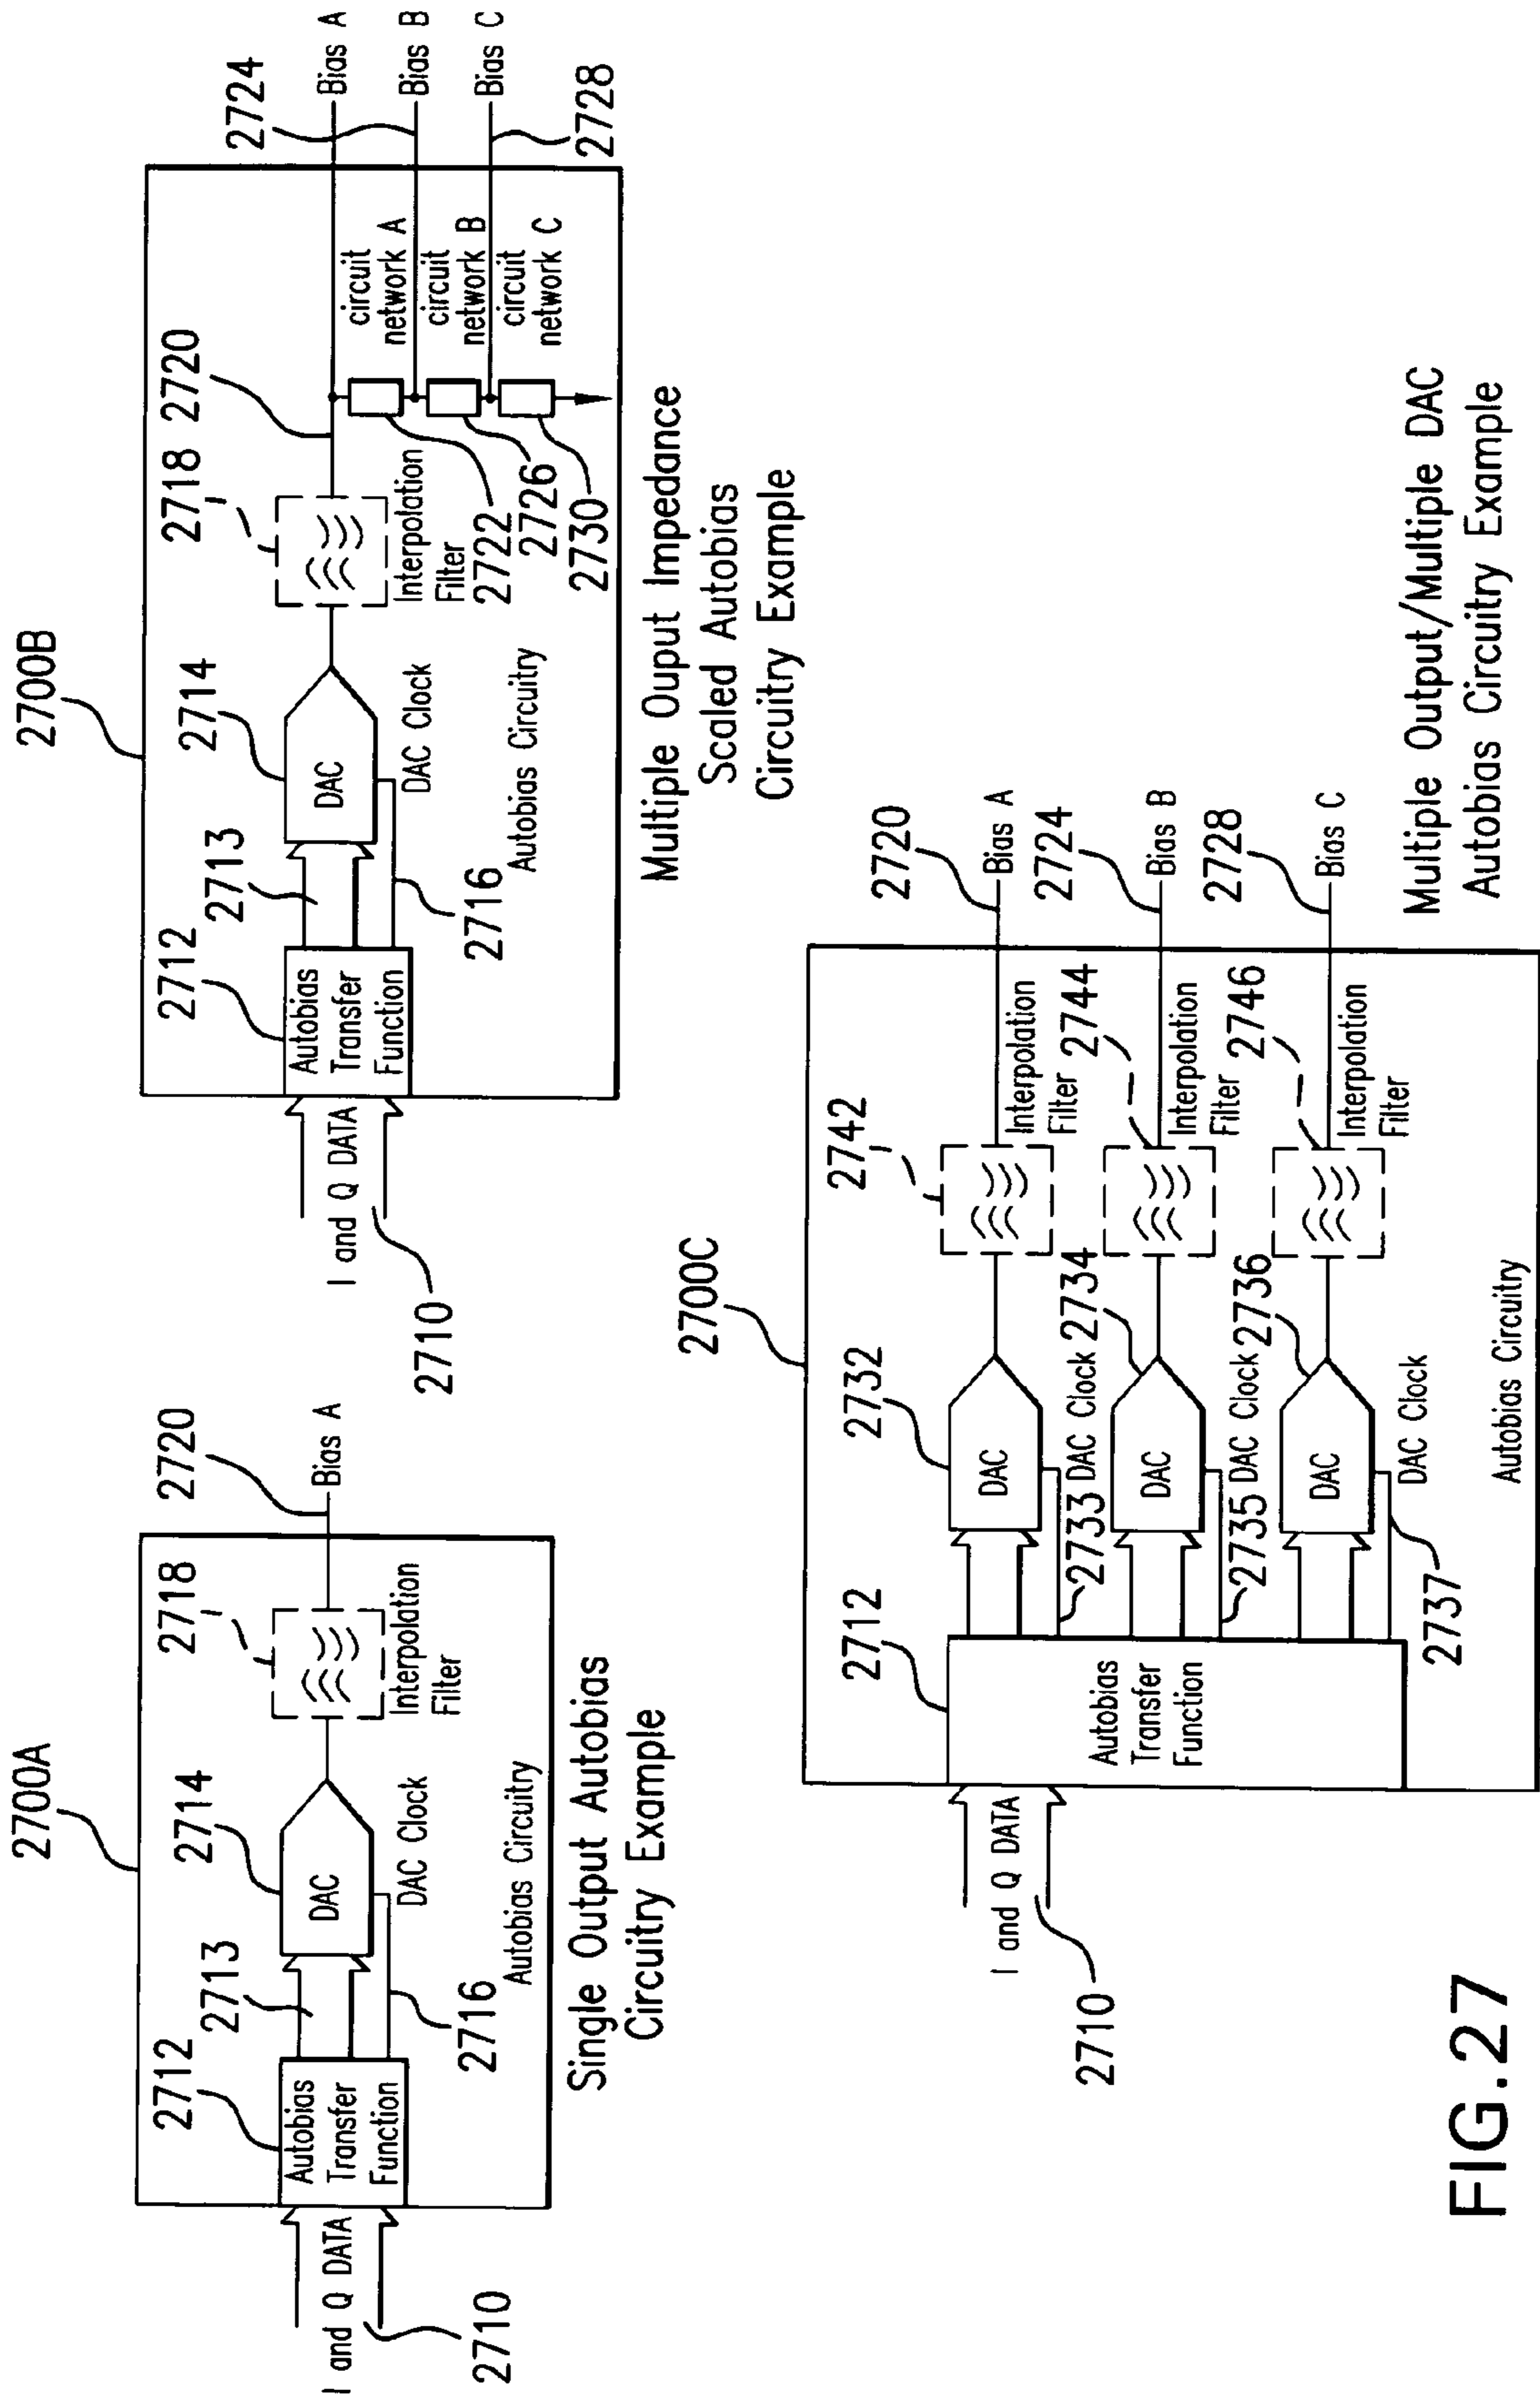 2700A
2712
2713
2714
2718
2720
I and Q DATA
Autobias
Transfer
Function
DAC
Bias A
2710
2716
DAC Clock
Interpolation
Filter
Autobias Circuitry
Single Output Autobias
Circuitry Example
2700B
2712
2713
2714
2718
2720
2724
I and Q DATA
Autobias
Transfer
Function
DAC
Bias A
Bias B
Bias C
circuit
network A
circuit
network B
circuit
network C
2710
2716
DAC Clock
Interpolation
Filter
2722
2726
2730
2728
Autobias Circuitry
Multiple Ouput Impedance
Scaled Autobias
Circuitry Example
2700C
2712
2732
2742
2720
I and Q DATA
2710
Autobias
Transfer
Function
DAC
Bias A
2733
DAC Clock
2734
Interpolation
Filter
2744
2724
DAC
Bias B
2735
DAC Clock
2736
Interpolation
Filter
2746
2728
DAC
Bias C
2737
DAC Clock
Interpolation
Filter
Autobias Circuitry
Multiple Output/Multiple DAC
Autobias Circuitry Example
FIG.27